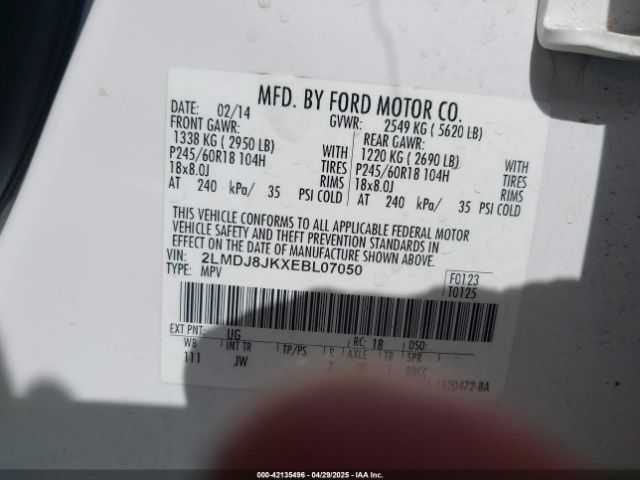 MFD. BY FORD MOTOR CO.
DATE: 02/14 GVWR: 2549 KG ( 5620 LB)
FRONT GAWR: REAR GAWR:
1338 KG ( 2950 LB) WITH 1220 KG ( 2690 LB) WITH
P245/60R18 104H TIRES P245/60R18 104H TIRES
18x8.0J RIMS 18x8.0J RIMS
AT 240 kPa/ 35 PSI COLD AT 240 kPa/ 35 PSI COLD
THIS VEHICLE CONFORMS TO ALL APPLICABLE FEDERAL MOTOR
VEHICLE SAFETY AND THEFT PREVENTION STANDARDS IN
EFFECT ON THE DATE OF MANUFACTURE SHOWN ABOVE.
VIN: 2LMDJ8JKXEBL07050
TYPE: MPV
F0123
T0125
EXT PNT: UG RC: 18 DSO:
WB INT TR TP/PS R AXLE TR SPR
111 JW
1520472-BA
000-42135496 - 04/29/2025 - IAAI.COM